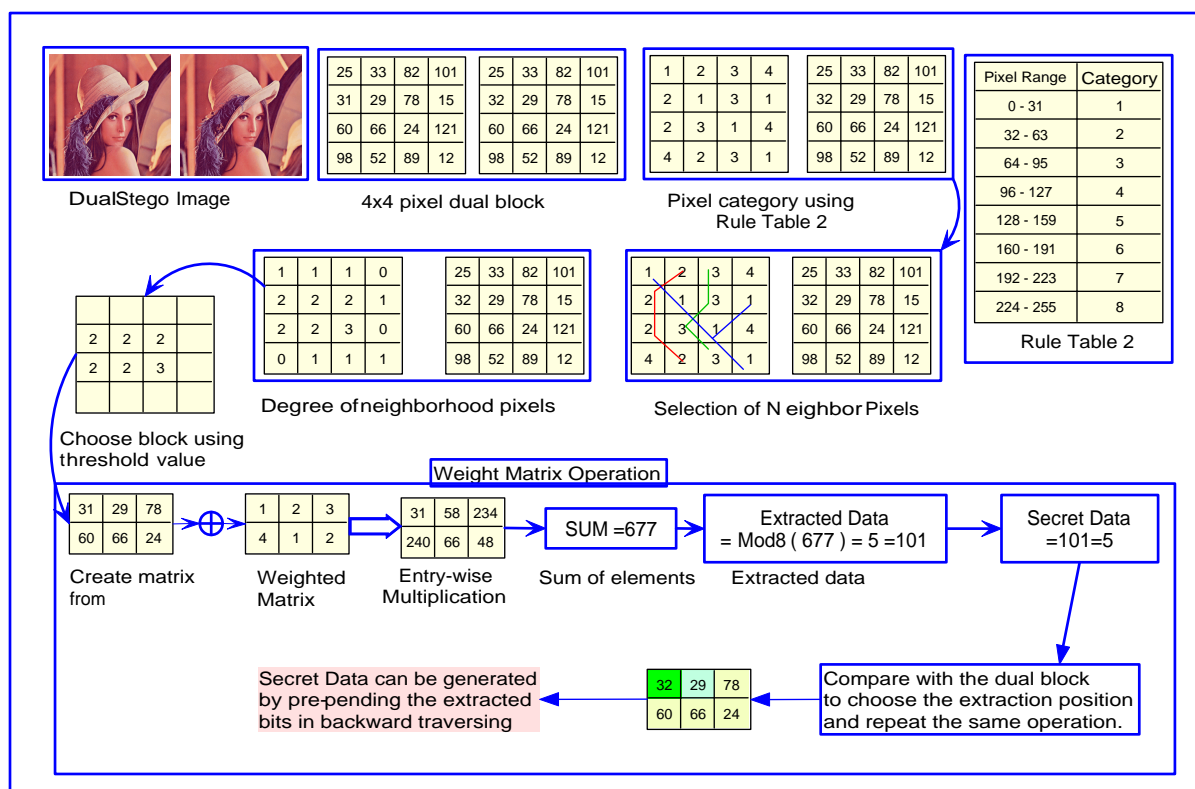 25 33 82 101
31 29 78 15
60 66 24 121
98 52 89 12
25 33 82 101
32 29 78 15
60 66 24 121
98 52 89 12
1 2 3 4
2 1 3 1
2 3 1 4
4 2 3 1
25 33 82 101
32 29 78 15
60 66 24 121
98 52 89 12
Pixel Range Category
0 - 31 1
32 - 63 2
64 - 95 3
96 - 127 4
128 - 159 5
160 - 191 6
192 - 223 7
224 - 255 8
Rule Table 2
DualStego Image
4x4 pixel dual block
Pixel category using
Rule Table 2
2 2 2
2 2 3
Choose block using
threshold value
1 1 1 0
2 2 2 1
2 2 3 0
0 1 1 1
25 33 82 101
32 29 78 15
60 66 24 121
98 52 89 12
Degree of neighborhood pixels
1 2 3 4
2 1 3 1
2 3 1 4
4 2 3 1
25 33 82 101
32 29 78 15
60 66 24 121
98 52 89 12
Selection of N eighbor Pixels
Weight Matrix Operation
31 29 78
60 66 24
Create matrix
from
1 2 3
4 1 2
Weighted
Matrix
31 58 234
240 66 48
Entry-wise
Multiplication
SUM =677
Sum of elements
Extracted Data
= Mod8 ( 677 ) = 5 =101
Extracted data
Secret Data
=101=5
Compare with the dual block
to choose the extraction position
and repeat the same operation.
32 29 78
60 66 24
Secret Data can be generated
by pre-pending the extracted
bits in backward traversing